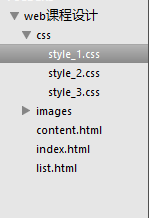 web课程设计
css
style_1.css
style_2.css
style_3.css
images
content.html
index.html
list.html